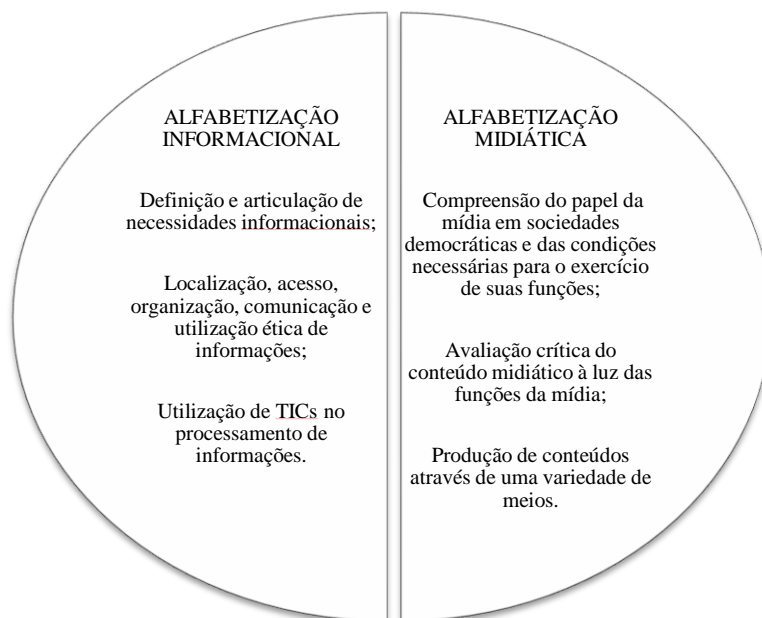 ALFABETIZAÇÃO
INFORMACIONAL
Definição e articulação de
necessidades informacionais;
Localização, acesso,
organização, comunicação e
utilização ética de
informações;
Utilização de TICs no
processamento de
informações.
ALFABETIZAÇÃO
MIDIÁTICA
Compreensão do papel da
mídia em sociedades
democráticas e das condições
necessárias para o exercício
de suas funções;
Avaliação crítica do
conteúdo midiático à luz das
funções da mídia;
Produção de conteúdos
através de uma variedade de
meios.